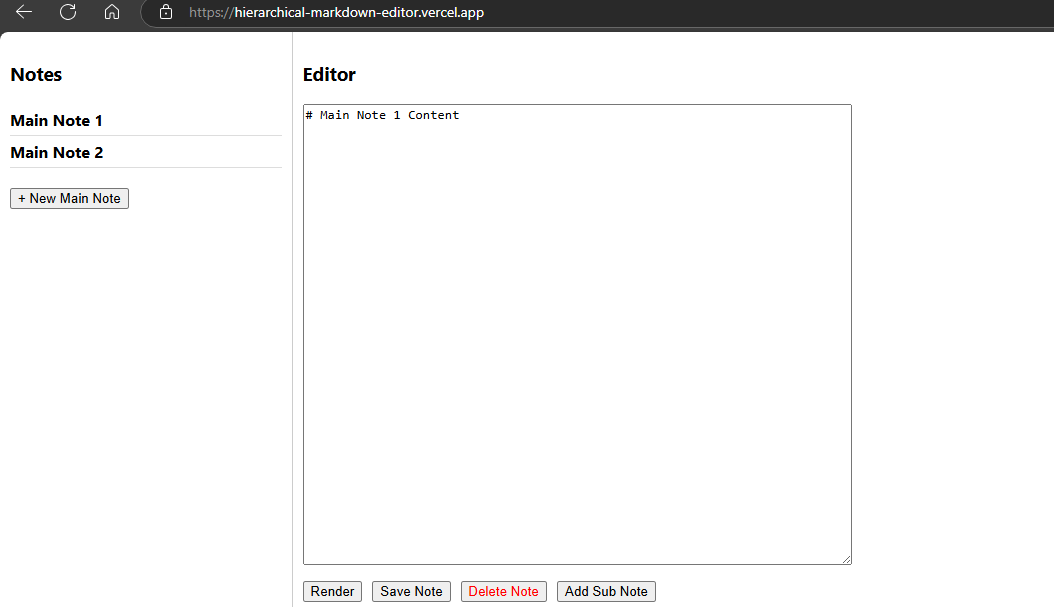 https://hierarchical-markdown-editor.vercel.app
Notes
Main Note 1
Main Note 2
+ New Main Note
Editor
# Main Note 1 Content
Render
Save Note
Delete Note
Add Sub Note